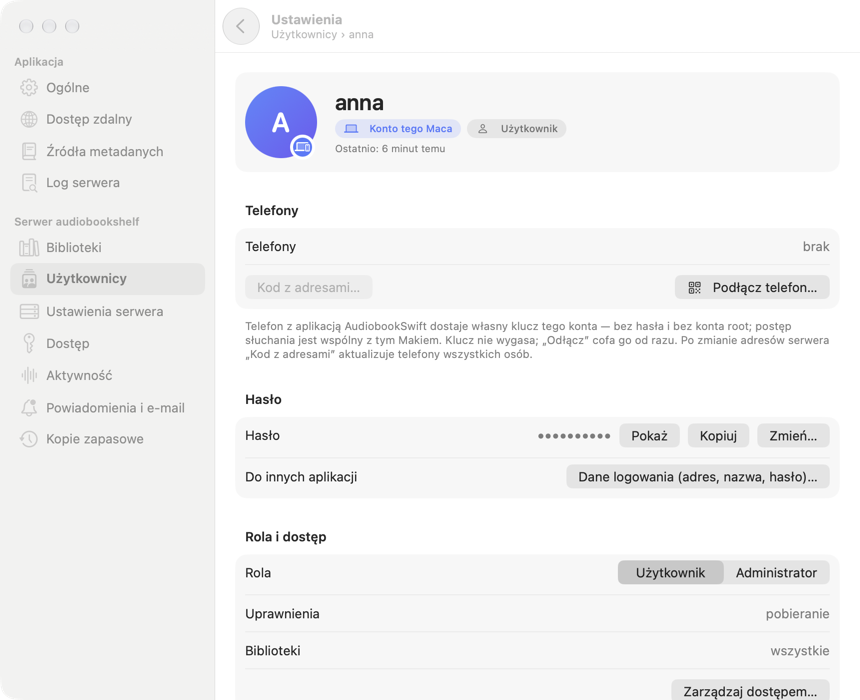 Aplikacja
Ogólne
Dostęp zdalny
Źródła metadanych
Log serwera
Serwer audiobookshelf
Biblioteki
Użytkownicy
Ustawienia serwera
Dostęp
Aktywność
Powiadomienia i e-mail
Kopie zapasowe
Ustawienia
Użytkownicy › anna
A
anna
Konto tego Maca
Użytkownik
Ostatnio: 6 minut temu
Telefony
Telefony brak
Kod z adresami... Podłącz telefon...
Telefon z aplikacją AudiobookSwift dostaje własny klucz tego konta — bez hasła i bez konta root; postęp
słuchania jest wspólny z tym Makiem. Klucz nie wygasa; „Odłącz” cofa go od razu. Po zmianie adresów serwera
„Kod z adresami” aktualizuje telefony wszystkich osób.
Hasło
Hasło •••••••••• Pokaż Kopiuj Zmień...
Do innych aplikacji Dane logowania (adres, nazwa, hasło)...
Rola i dostęp
Rola Użytkownik Administrator
Uprawnienia pobieranie
Biblioteki wszystkie
Zarządzaj dostępem...